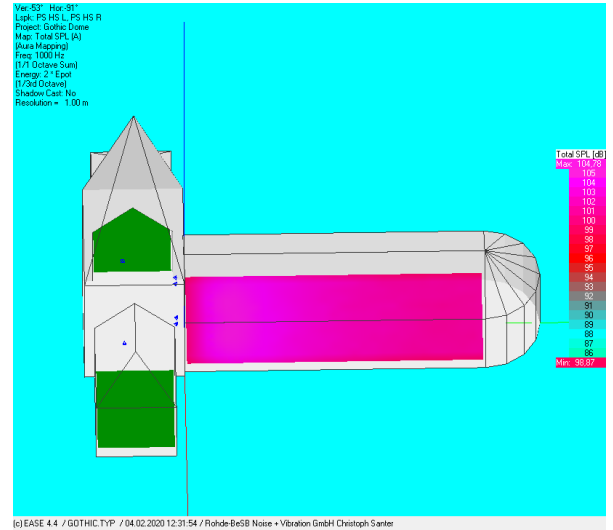 Ver.-53° Hor.-91°
Lspk: PS HS L, PS HS R
Project: Gothic Dome
Map: Total SPL (A)
(Aura Mapping)
Freq: 1000 Hz
(1/1 Octave Sum)
Energy: 2 * Epot
(1/3rd Octave)
Shadow Cast: No
Resolution = 1.00 m
Total SPL [dB]
Max: 104,78
105
104
103
102
101
100
99
98
97
96
95
94
93
92
91
90
89
88
87
86
Min: 98,87
(c) EASE 4.4 / GOTHIC.TYP / 04.02.2020 12:31:54 / Rohde-BeSB Noise + Vibration GmbH Christoph Santer